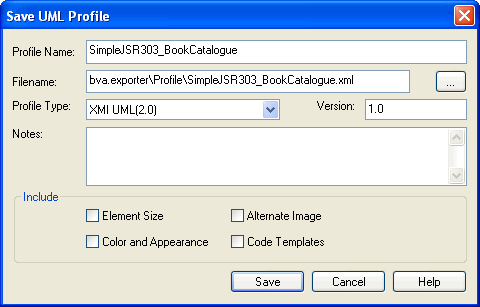 Save UML Profile
Profile Name: SimpleJSR303_BookCatalogue
Filename: bva.exporter\Profile\SimpleJSR303_BookCatalogue.xml ...
Profile Type: XMI UML(2.0) Version: 1.0
Notes:
Include
Element Size Alternate Image
Color and Appearance Code Templates
Save Cancel Help